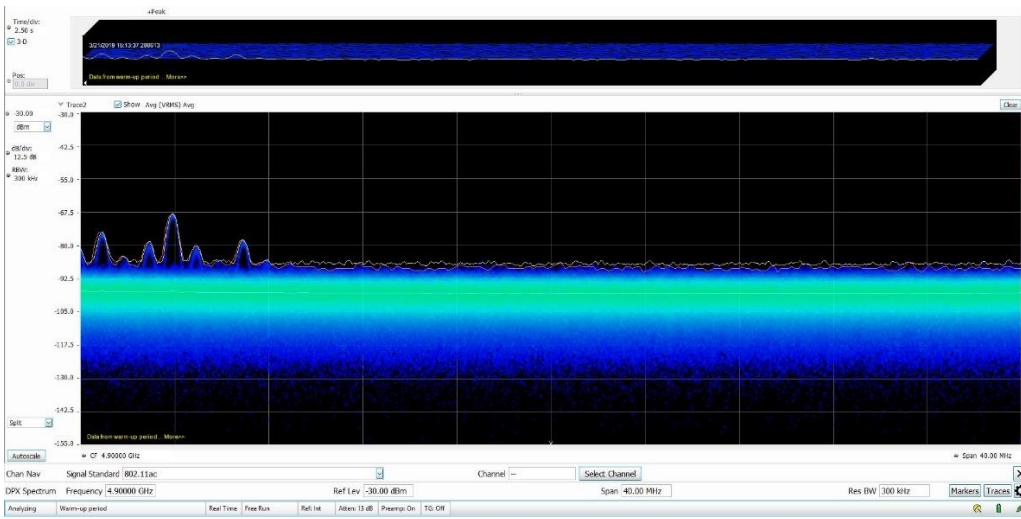 +Peak
Time/div:
2.50 s
3-D
3/21/2019 16:13:37.288613
Pos:
0.0 div
Data from warm-up period... More>>
Trace2 Show Avg (VRMS) Avg Clear
-30.00 -30.0
dBm
-42.5
dB/div:
12.5 dB
RBW:
300 kHz
-55.0
-67.5
-80.0
-92.5
-105.0
-117.5
-130.0
-142.5
Split
Data from warm-up period... More>>
-155.0
Autoscale CF 4.90000 GHz Span 40.00 MHz
Chan Nav Signal Standard 802.11ac Channel -- Select Channel X
DPX Spectrum Frequency 4.90000 GHz Ref Lev -30.00 dBm Span 40.00 MHz Res BW 300 kHz Markers Traces
Analyzing Warm-up period Real Time Free Run Ref: Int Atten: 13 dB Preamp: On TG: Off